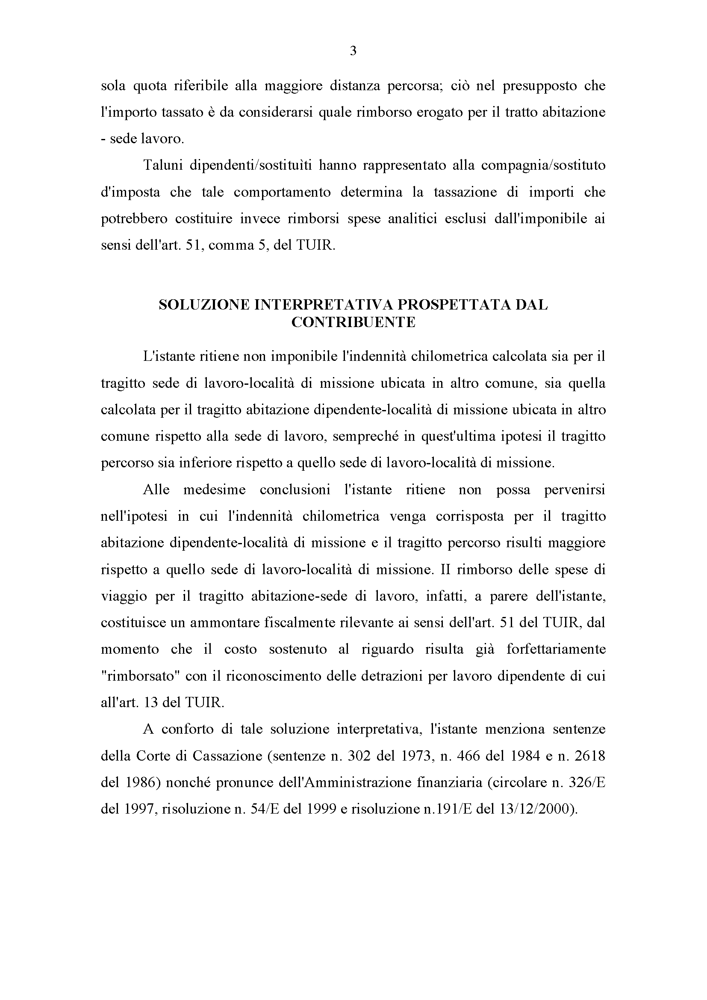 3
sola quota riferibile alla maggiore distanza percorsa; ciò nel presupposto che
l'importo tassato è da considerarsi quale rimborso erogato per il tratto abitazione
- sede lavoro.
Taluni dipendenti/sostituìti hanno rappresentato alla compagnia/sostituto
d'imposta che tale comportamento determina la tassazione di importi che
potrebbero costituire invece rimborsi spese analitici esclusi dall'imponibile ai
sensi dell'art. 51, comma 5, del TUIR.
SOLUZIONE INTERPRETATIVA PROSPETTATA DAL
CONTRIBUENTE
L'istante ritiene non imponibile l'indennità chilometrica calcolata sia per il
tragitto sede di lavoro-località di missione ubicata in altro comune, sia quella
calcolata per il tragitto abitazione dipendente-località di missione ubicata in altro
comune rispetto alla sede di lavoro, sempreché in quest'ultima ipotesi il tragitto
percorso sia inferiore rispetto a quello sede di lavoro-località di missione.
Alle medesime conclusioni l'istante ritiene non possa pervenirsi
nell'ipotesi in cui l'indennità chilometrica venga corrisposta per il tragitto
abitazione dipendente-località di missione e il tragitto percorso risulti maggiore
rispetto a quello sede di lavoro-località di missione. II rimborso delle spese di
viaggio per il tragitto abitazione-sede di lavoro, infatti, a parere dell'istante,
costituisce un ammontare fiscalmente rilevante ai sensi dell'art. 51 del TUIR, dal
momento che il costo sostenuto al riguardo risulta già forfettariamente
"rimborsato" con il riconoscimento delle detrazioni per lavoro dipendente di cui
all'art. 13 del TUIR.
A conforto di tale soluzione interpretativa, l'istante menziona sentenze
della Corte di Cassazione (sentenze n. 302 del 1973, n. 466 del 1984 e n. 2618
del 1986) nonché pronunce dell'Amministrazione finanziaria (circolare n. 326/E
del 1997, risoluzione n. 54/E del 1999 e risoluzione n.191/E del 13/12/2000).